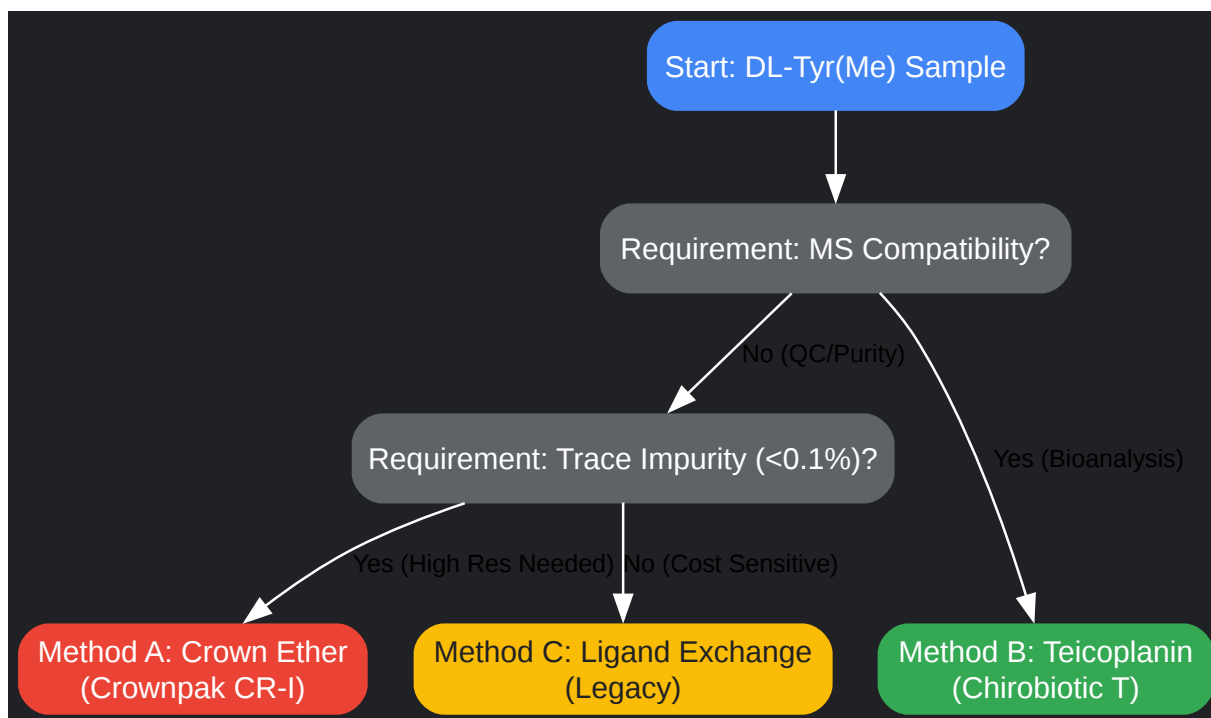 Start: DL-Tyr(Me) Sample
Requirement: MS Compatibility?
No (QC/Purity)
Requirement: Trace Impurity (<0.1%)?
Yes (Bioanalysis)
Yes (High Res Needed)
No (Cost Sensitive)
Method A: Crown Ether
(Crownpak CR-I)
Method C: Ligand Exchange
(Legacy)
Method B: Teicoplanin
(Chirobiotic T)